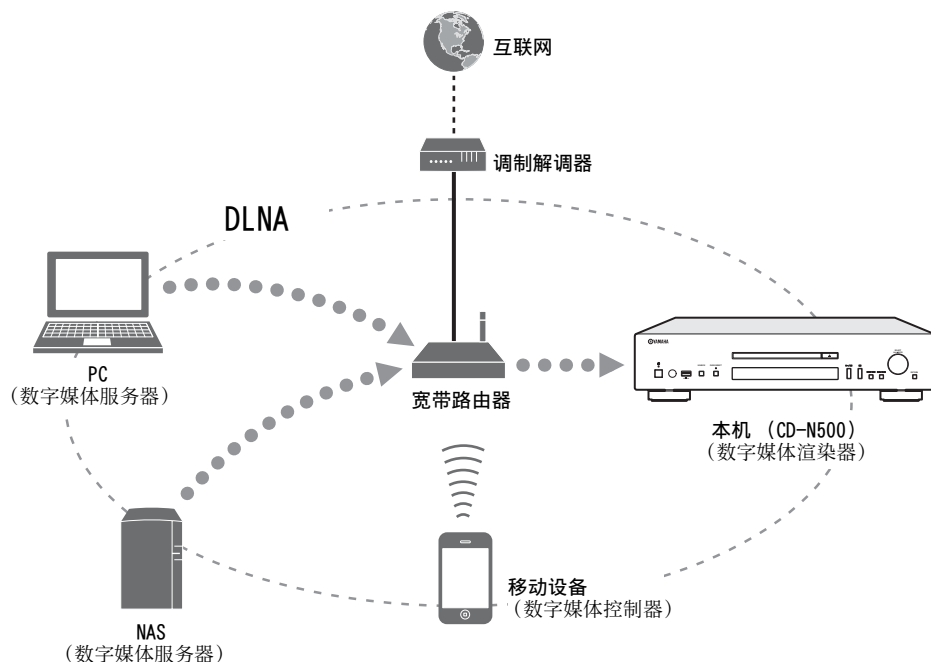 互联网
调制解调器
DLNA
YAMAHA
PC
(数字媒体服务器)
宽带路由器
本机 (CD-N500)
(数字媒体渲染器)
移动设备
(数字媒体控制器)
NAS
(数字媒体服务器)